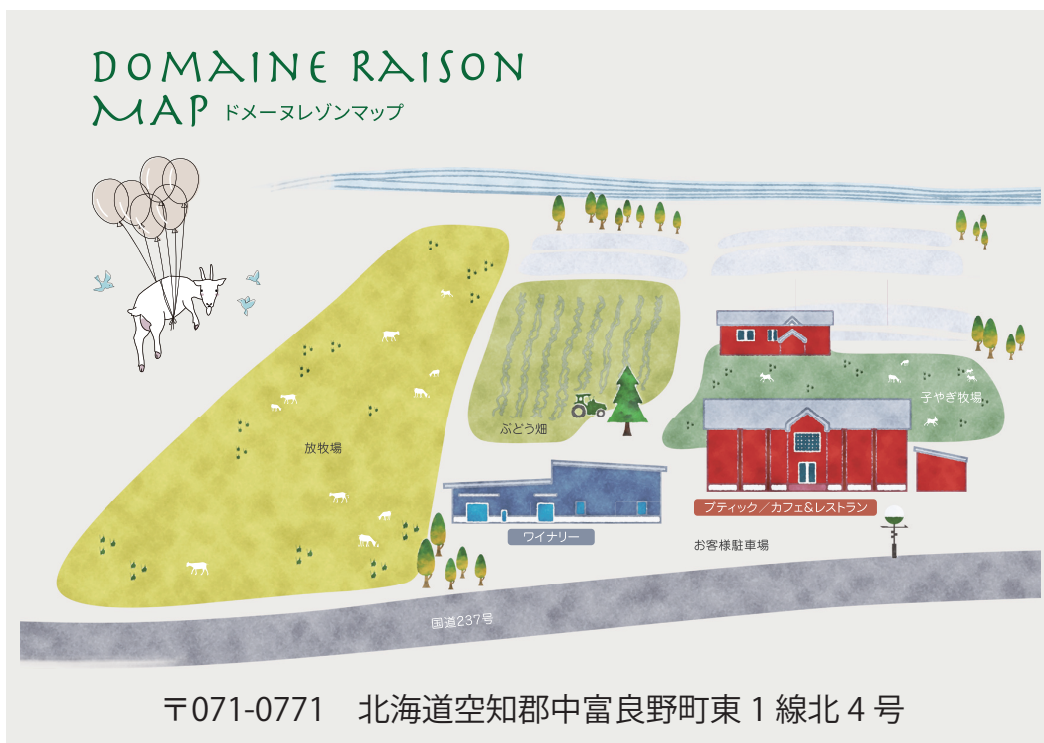 DOMAINE RAISON
MAP ドメーヌレゾンマップ
子やぎ牧場
ぶどう畑
放牧場
ブティック／カフェ&レストラン
ワイナリー
お客様駐車場
国道237号
〒071-0771　北海道空知郡中富良野町東1線北4号